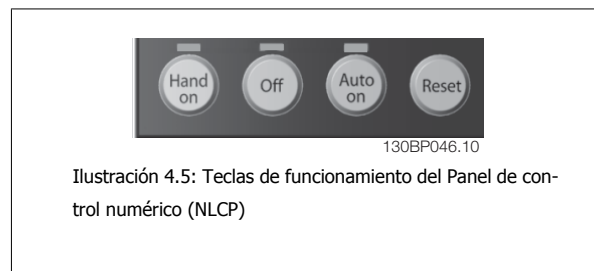 Hand
on
Off
Auto
on
Reset
130BP046.10
Ilustración 4.5: Teclas de funcionamiento del Panel de con-
trol numérico (NLCP)